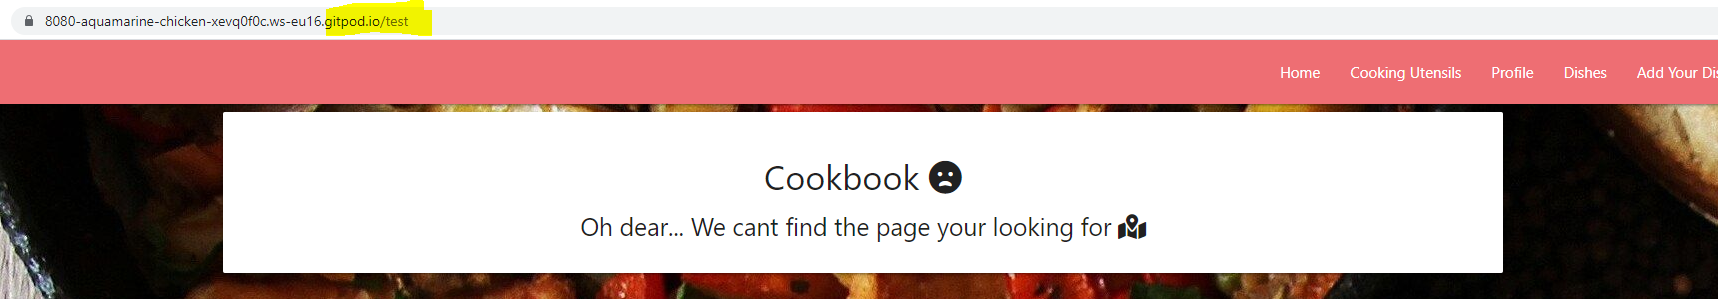 8080-aquamarine-chicken-xevq0f0c.ws-eu16.gitpod.io/test
Home Cooking Utensils Profile Dishes Add Your Dis
Cookbook
Oh dear... We cant find the page your looking for